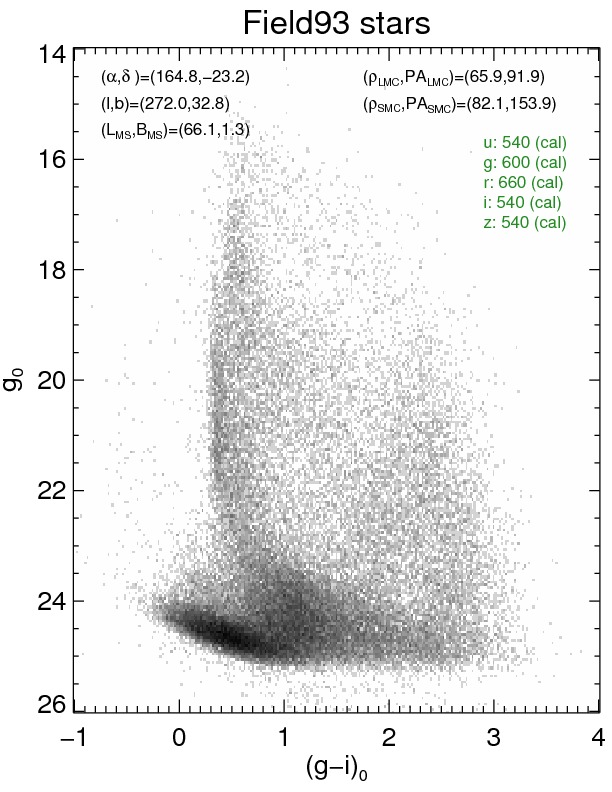 Field93 stars
14
(α,δ )=(164.8,−23.2) (ρLMC,PALMC)=(65.9,91.9)
(l,b)=(272.0,32.8) (ρSMC,PASMC)=(82.1,153.9)
(LMS,BMS)=(66.1,1.3)
u: 540 (cal)
16
g: 600 (cal)
r: 660 (cal)
i: 540 (cal)
z: 540 (cal)
18
20
g0
22
24
26
−1 0 1 2 3 4
(g−i)0